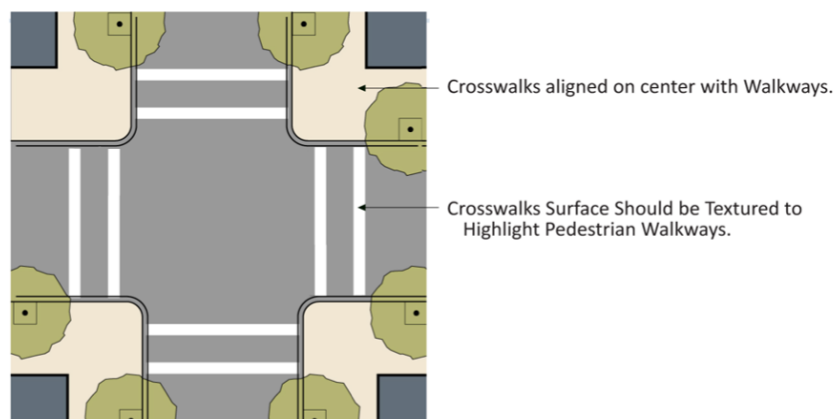 Crosswalks aligned on center with Walkways.
Crosswalks Surface Should be Textured to
Highlight Pedestrian Walkways.